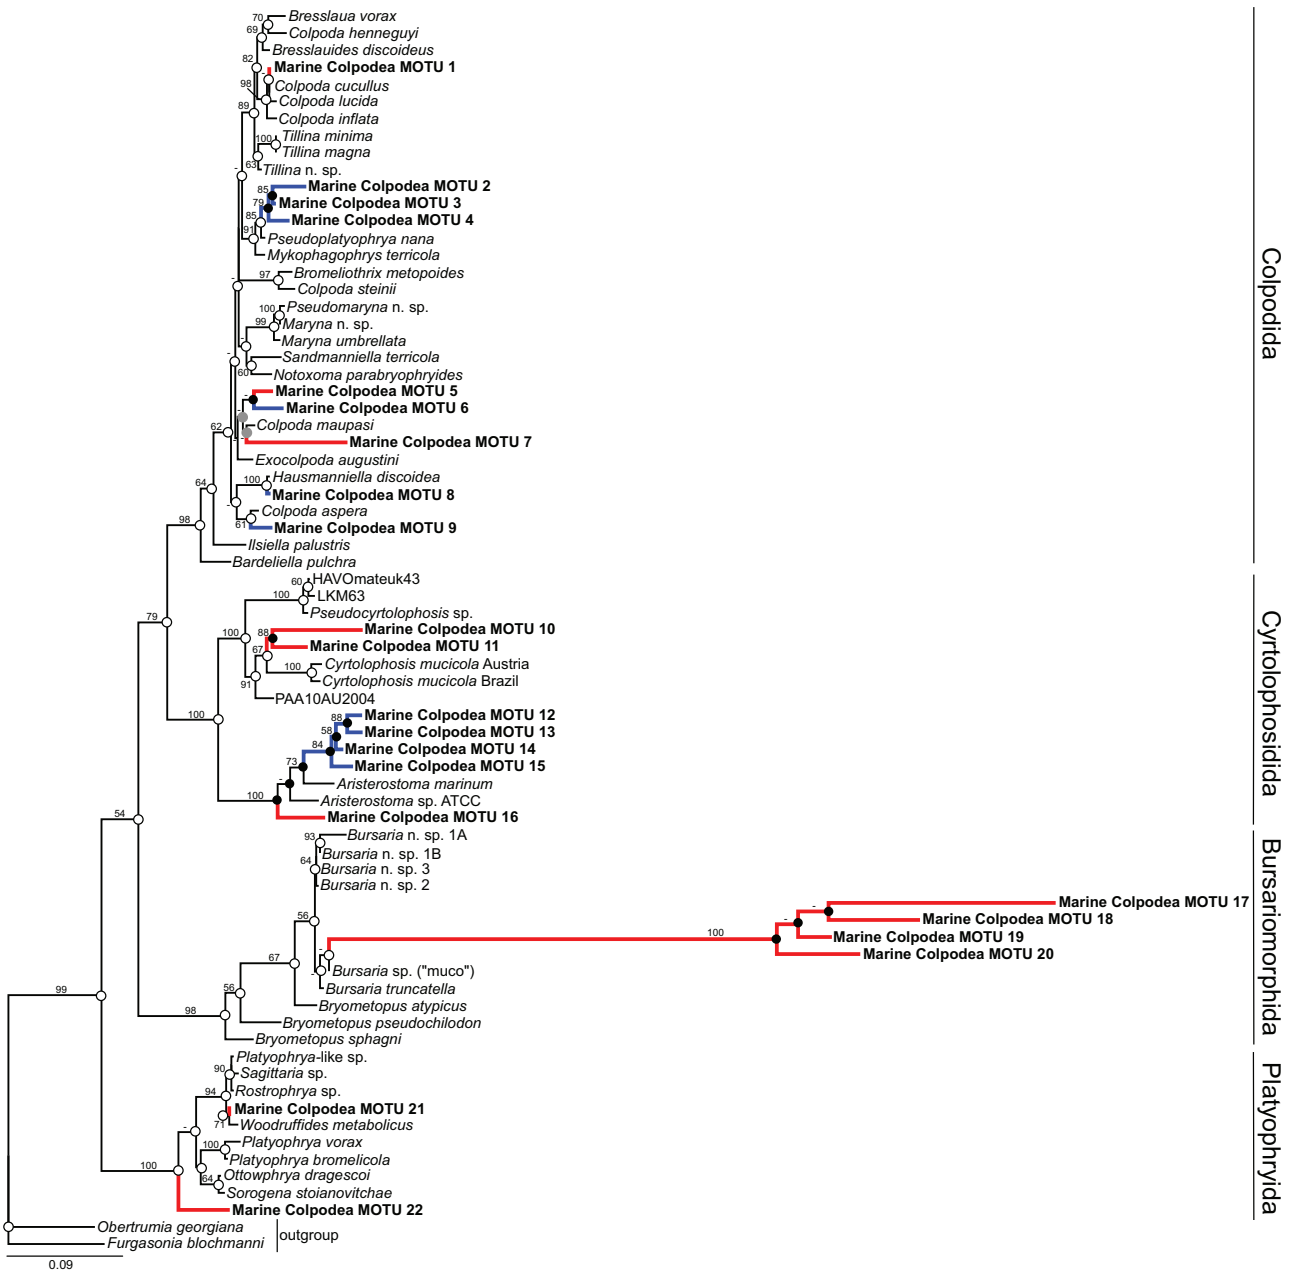 70
Bresslaua vorax
Colpoda henneguyi
69
Bresslauides discoideus
82
Marine Colpodea MOTU 1
-
Colpoda cucullus
98
Colpoda lucida
89
Colpoda inflata
Tillina minima
100
Tillina magna
63
Tillina n. sp.
-
Marine Colpodea MOTU 2
85
Marine Colpodea MOTU 3
79
Marine Colpodea MOTU 4
85
91
Pseudoplatyophrya nana
Mykophagophrys terricola
Bromeliothrix metopoides
97
-
Colpoda steinii
Pseudomaryna n. sp.
100
Maryna n. sp.
99
Maryna umbrellata
-
Sandmanniella terricola
-
60
Notoxoma parabryophryides
Marine Colpodea MOTU 5
-
Marine Colpodea MOTU 6
-
Colpoda maupasi
62
-
Marine Colpodea MOTU 7
Exocolpoda augustini
Hausmanniella discoidea
100
64
Marine Colpodea MOTU 8
-
Colpoda aspera
98
61
Marine Colpodea MOTU 9
Ilsiella palustris
Bardeliella pulchra
Colpodida
HAVOmateuk43
60
100
LKM63
Pseudocyrtolophosis sp.
79
Marine Colpodea MOTU 10
100
88
Marine Colpodea MOTU 11
67
Cyrtolophosis mucicola Austria
100
91
Cyrtolophosis mucicola Brazil
PAA10AU2004
100
Marine Colpodea MOTU 12
88
Marine Colpodea MOTU 13
58
84
Marine Colpodea MOTU 14
73
Marine Colpodea MOTU 15
-
Aristerostoma marinum
100
Aristerostoma sp. ATCC
Marine Colpodea MOTU 16
Cyrtolophosidida
54
93
Bursaria n. sp. 1A
Bursaria n. sp. 1B
64
Bursaria n. sp. 3
Bursaria n. sp. 2
-
Marine Colpodea MOTU 17
56
-
Marine Colpodea MOTU 18
100
Marine Colpodea MOTU 19
-
Marine Colpodea MOTU 20
67
-
Bursaria sp. ("muco")
56
Bursaria truncatella
99
Bryometopus atypicus
98
Bryometopus pseudochilodon
Bryometopus sphagni
Bursariomorphida
Platyophrya-like sp.
90
Sagittaria sp.
94
Rostrophrya sp.
Marine Colpodea MOTU 21
71
Woodruffides metabolicus
-
Platyophrya vorax
100
Platyophrya bromelicola
100
Ottowphrya dragescoi
64
Sorogena stoianovitchae
Marine Colpodea MOTU 22
Platyophryida
Obertrumia georgiana
outgroup
Furgasonia blochmanni
0.09